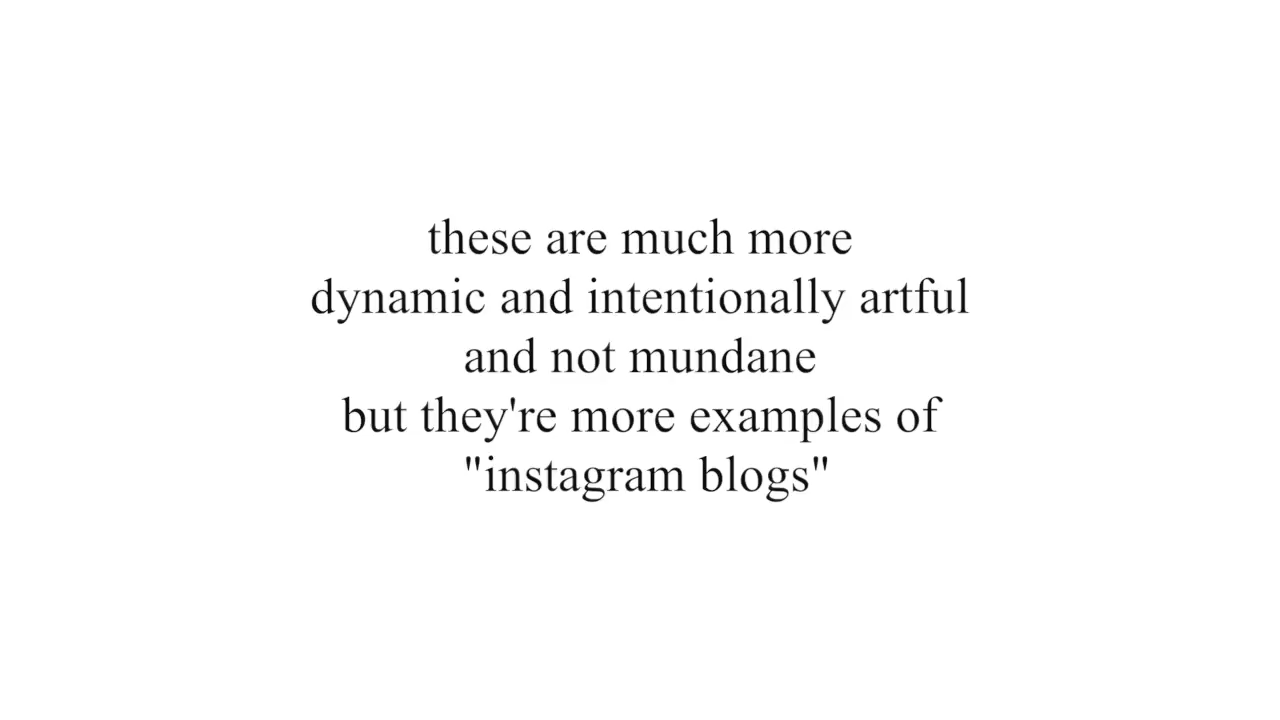 these are much more
dynamic and intentionally artful
and not mundane
but they're more examples of
"instagram blogs"